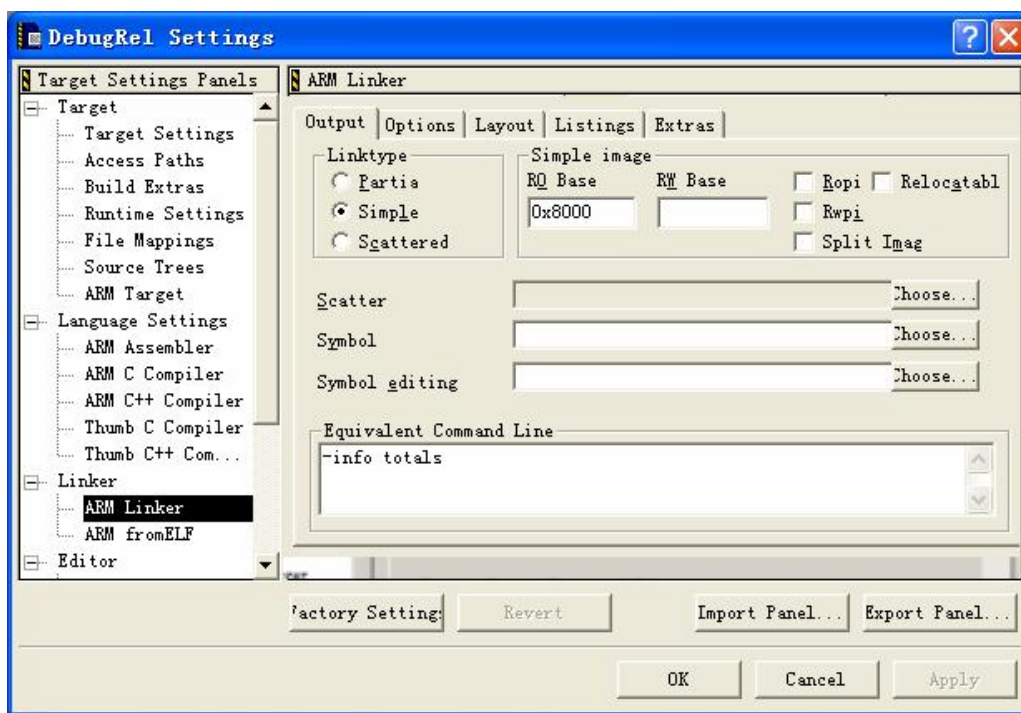 DebugRel Settings
Target Settings Panels
Target
Target Settings
Access Paths
Build Extras
Runtime Settings
File Mappings
Source Trees
ARM Target
Language Settings
ARM Assembler
ARM C Compiler
ARM C++ Compiler
Thumb C Compiler
Thumb C++ Com...
Linker
ARM Linker
ARM fromELF
Editor
ARM Linker
Output Options Layout Listings Extras
Linktype
Partia
Simple
Scattered
Simple image
RO Base RW Base
0x8000
Ropi Relocatabl
Rwpi
Split Imag
Scatter Choose...
Symbol Choose...
Symbol editing Choose...
Equivalent Command Line
-info totals
Factory Setting: Revert Import Panel... Export Panel...
OK Cancel Apply